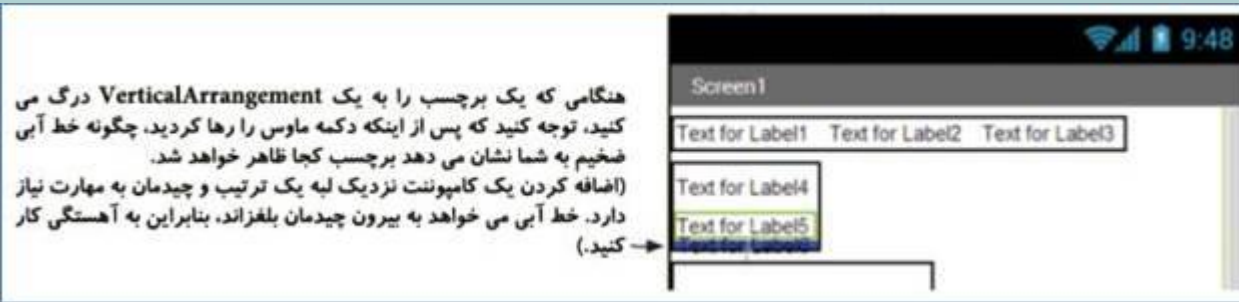 هنگامی که یک برچسب را به یک VerticalArrangement درگ می
کنید، توجه کنید که پس از اینکه دکمه ماوس را رها کردید، چگونه خط آبی
ضخیم به شما نشان می دهد برچسب کجا ظاهر خواهد شد.
(اضافه کردن یک کامپوننت نزدیک لبه یک ترتیب و چیدمان به مهارت نیاز
دارد، خط آبی می خواهد به بیرون چیدمان بلغزاند، بنابراین به آهستگی کار
کنید.)
9:48
Screen1
Text for Label1 Text for Label2 Text for Label3
Text for Label4
Text for Label5
Text for Label6